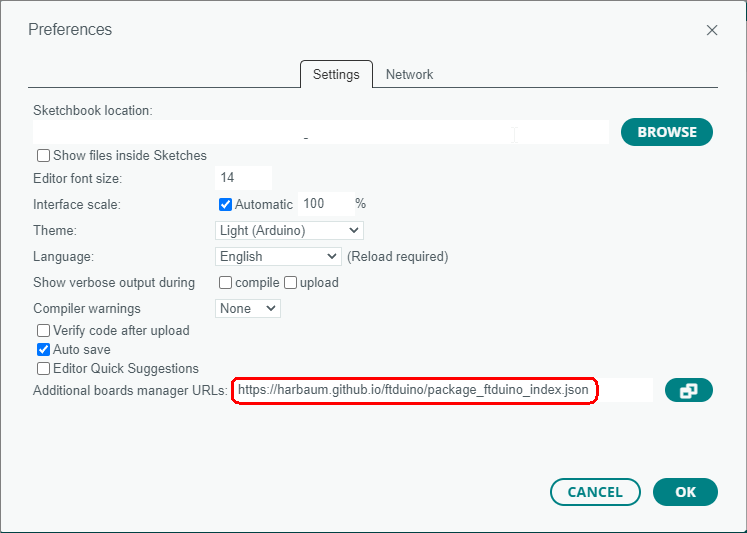 Preferences
Settings Network
Sketchbook location:
BROWSE
Show files inside Sketches
Editor font size: 14
Interface scale: Automatic 100 %
Theme: Light (Arduino)
Language: English (Reload required)
Show verbose output during compile upload
Compiler warnings None
Verify code after upload
Auto save
Editor Quick Suggestions
Additional boards manager URLs: https://harbaum.github.io/ftduino/package_ftduino_index.json
CANCEL OK